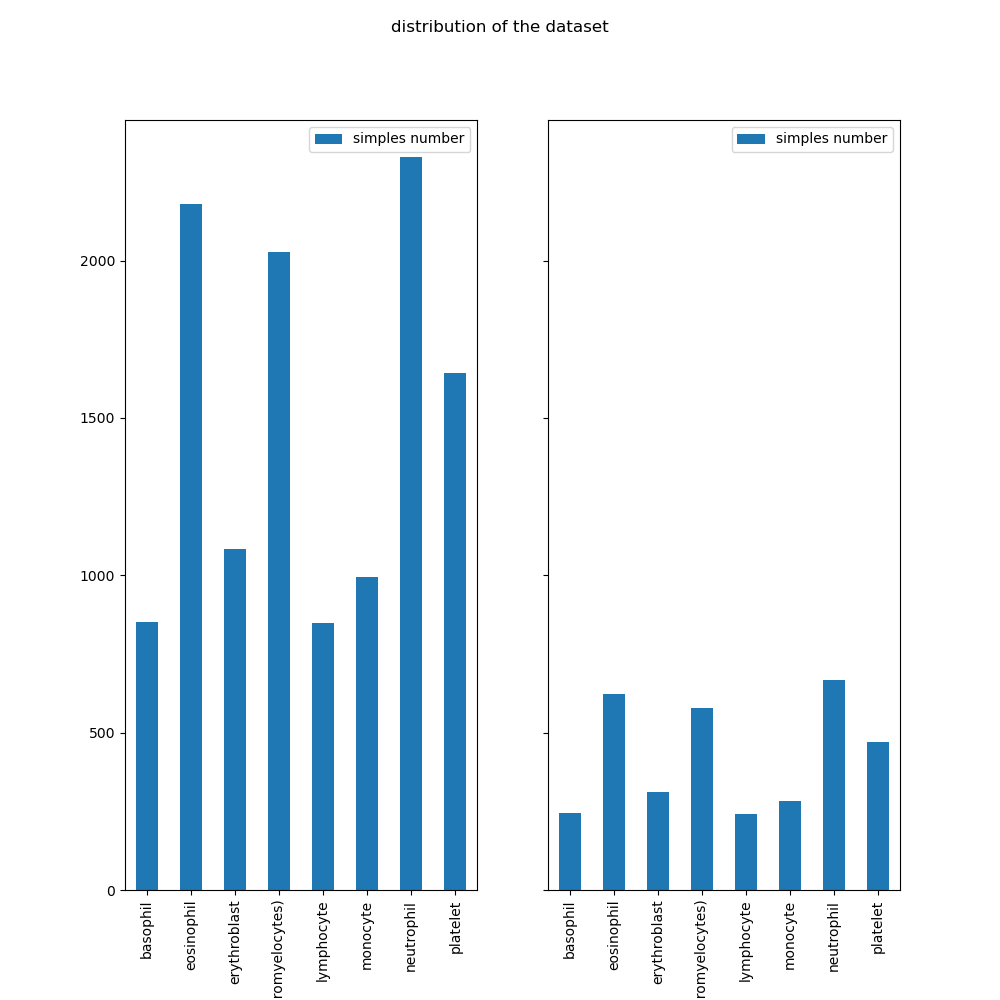 distribution of the dataset
simples number
2000
1500
1000
500
0
basophil
eosinophil
erythroblast
romyelocytes)
lymphocyte
monocyte
neutrophil
platelet
simples number
basophil
eosinophil
erythroblast
romyelocytes)
lymphocyte
monocyte
neutrophil
platelet